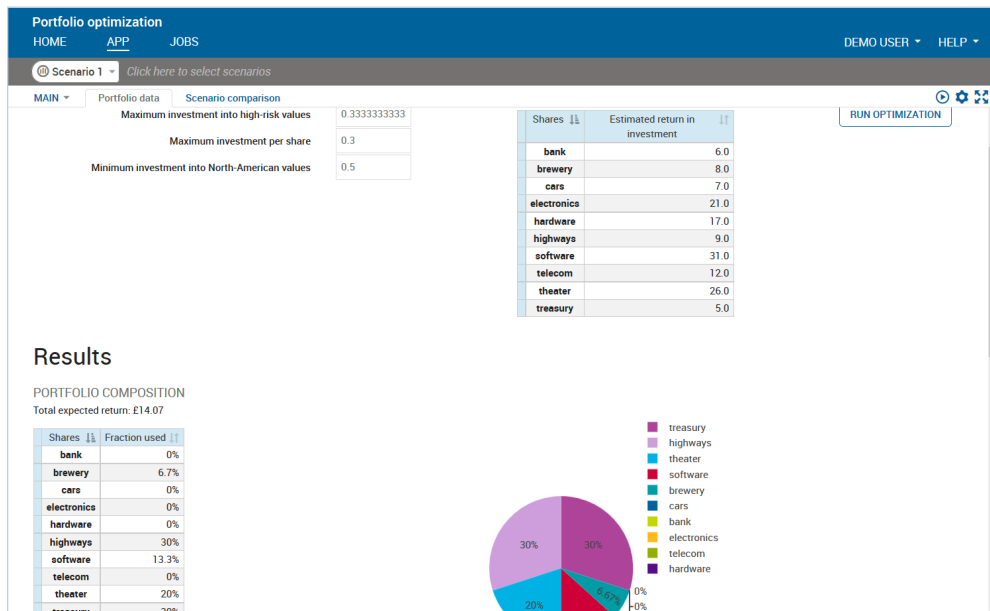 Portfolio optimization
HOME APP JOBS DEMO USER HELP
Scenario 1 Click here to select scenarios
MAIN Portfolio data Scenario comparison
Maximum investment into high-risk values 0.3333333333
Maximum investment per share 0.3
Minimum investment into North-American values 0.5
Shares Estimated return in
investment
bank 6.0
brewery 8.0
cars 7.0
electronics 21.0
hardware 17.0
highways 9.0
software 31.0
telecom 12.0
theater 26.0
treasury 5.0
RUN OPTIMIZATION
Results
PORTFOLIO COMPOSITION
Total expected return: £14.07
Shares Fraction used
bank 0%
brewery 6.7%
cars 0%
electronics 0%
hardware 0%
highways 30%
software 13.3%
telecom 0%
theater 20%
treasury 30%
30% 30%
20% 6.67% 0%
0%
treasury
highways
theater
software
brewery
cars
bank
electronics
telecom
hardware